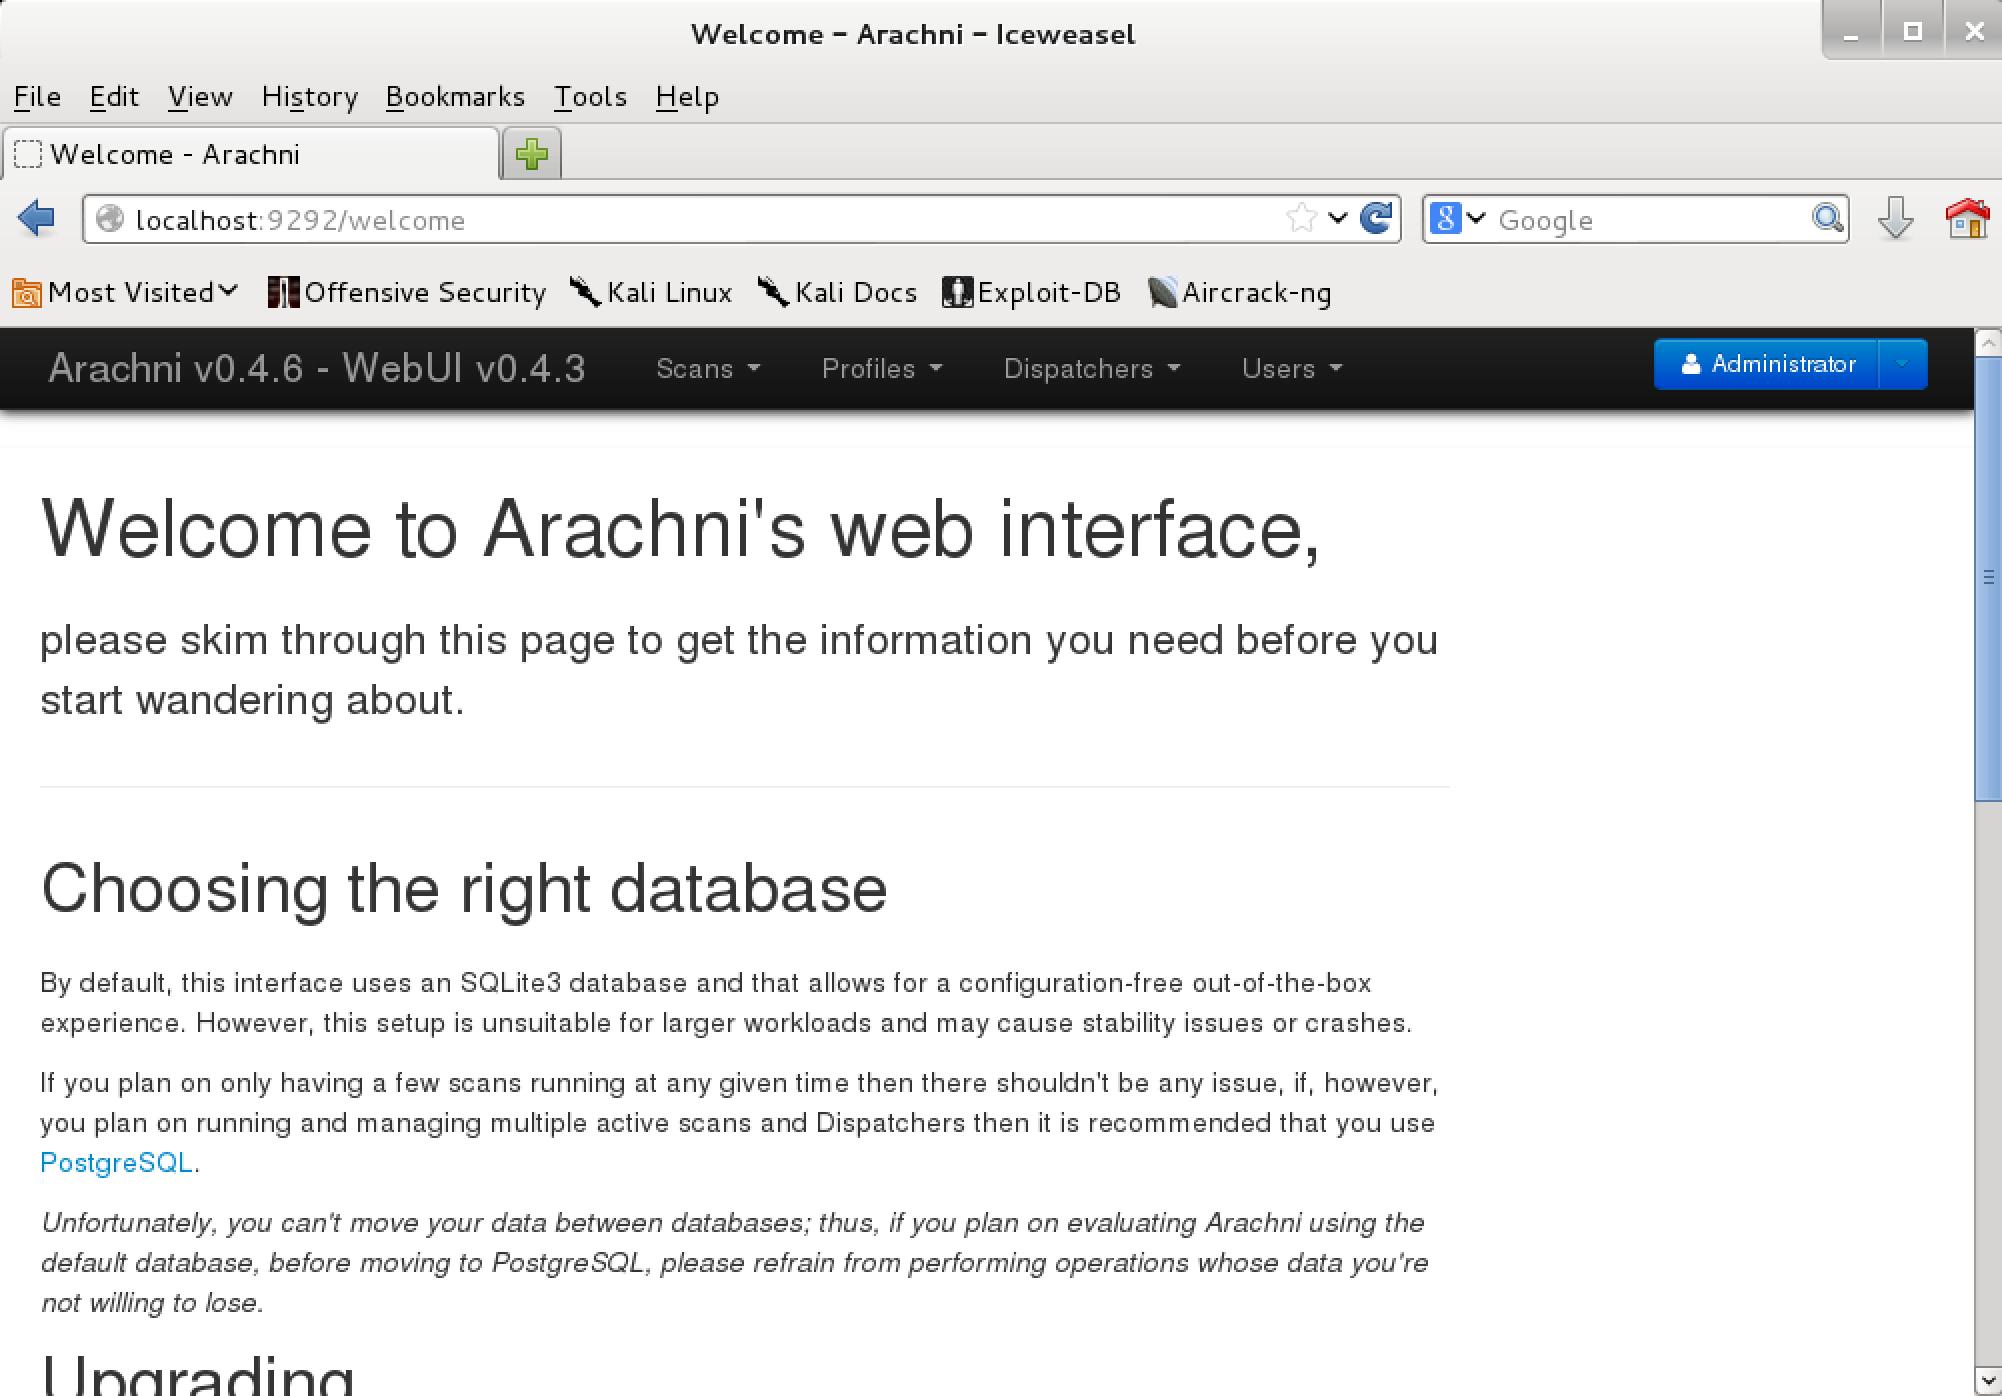 Welcome – Arachni – Iceweasel
File Edit View History Bookmarks Tools Help
Welcome - Arachni
localhost:9292/welcome
Google
Most Visited Offensive Security Kali Linux Kali Docs Exploit-DB Aircrack-ng
Arachni v0.4.6 - WebUI v0.4.3 Scans Profiles Dispatchers Users Administrator
Welcome to Arachni's web interface,
please skim through this page to get the information you need before you
start wandering about.
Choosing the right database
By default, this interface uses an SQLite3 database and that allows for a configuration-free out-of-the-box
experience. However, this setup is unsuitable for larger workloads and may cause stability issues or crashes.
If you plan on only having a few scans running at any given time then there shouldn't be any issue, if, however,
you plan on running and managing multiple active scans and Dispatchers then it is recommended that you use
PostgreSQL.
Unfortunately, you can't move your data between databases; thus, if you plan on evaluating Arachni using the
default database, before moving to PostgreSQL, please refrain from performing operations whose data you're
not willing to lose.
Upgrading